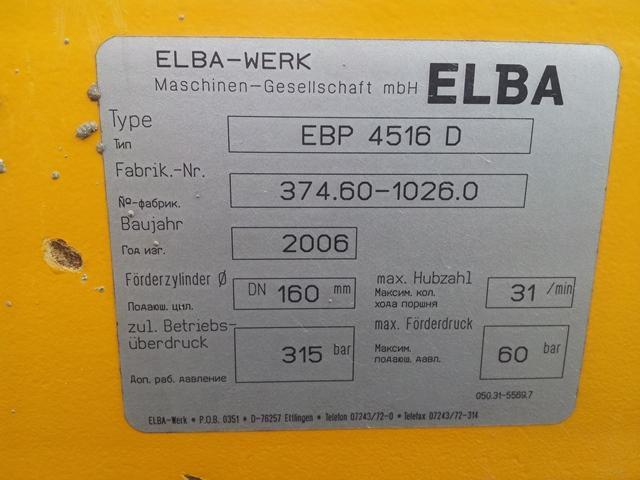 ELBA-WERK
Maschinen-Gesellschaft mbH ELBA
Type
Тип
EBP 4516 D
Fabrik.-Nr.
№-фабрик.
374.60-1026.0
Baujahr
Год изг.
2006
Förderzylinder Ø
Подающ. цил.
DN 160 mm
max. Hubzahl
Максим. кол.
хода поршня
31 /min
zul. Betriebs-
überdruck
Доп. раб. давление
315 bar
max. Förderdruck
Максим.
подающ. давл.
60 bar
050.31-5569.7
ELBA-Werk • P.O.B. 0351 • D-76257 Ettlingen • Telefon 07243/72-0 • Telefax 07243/72-314